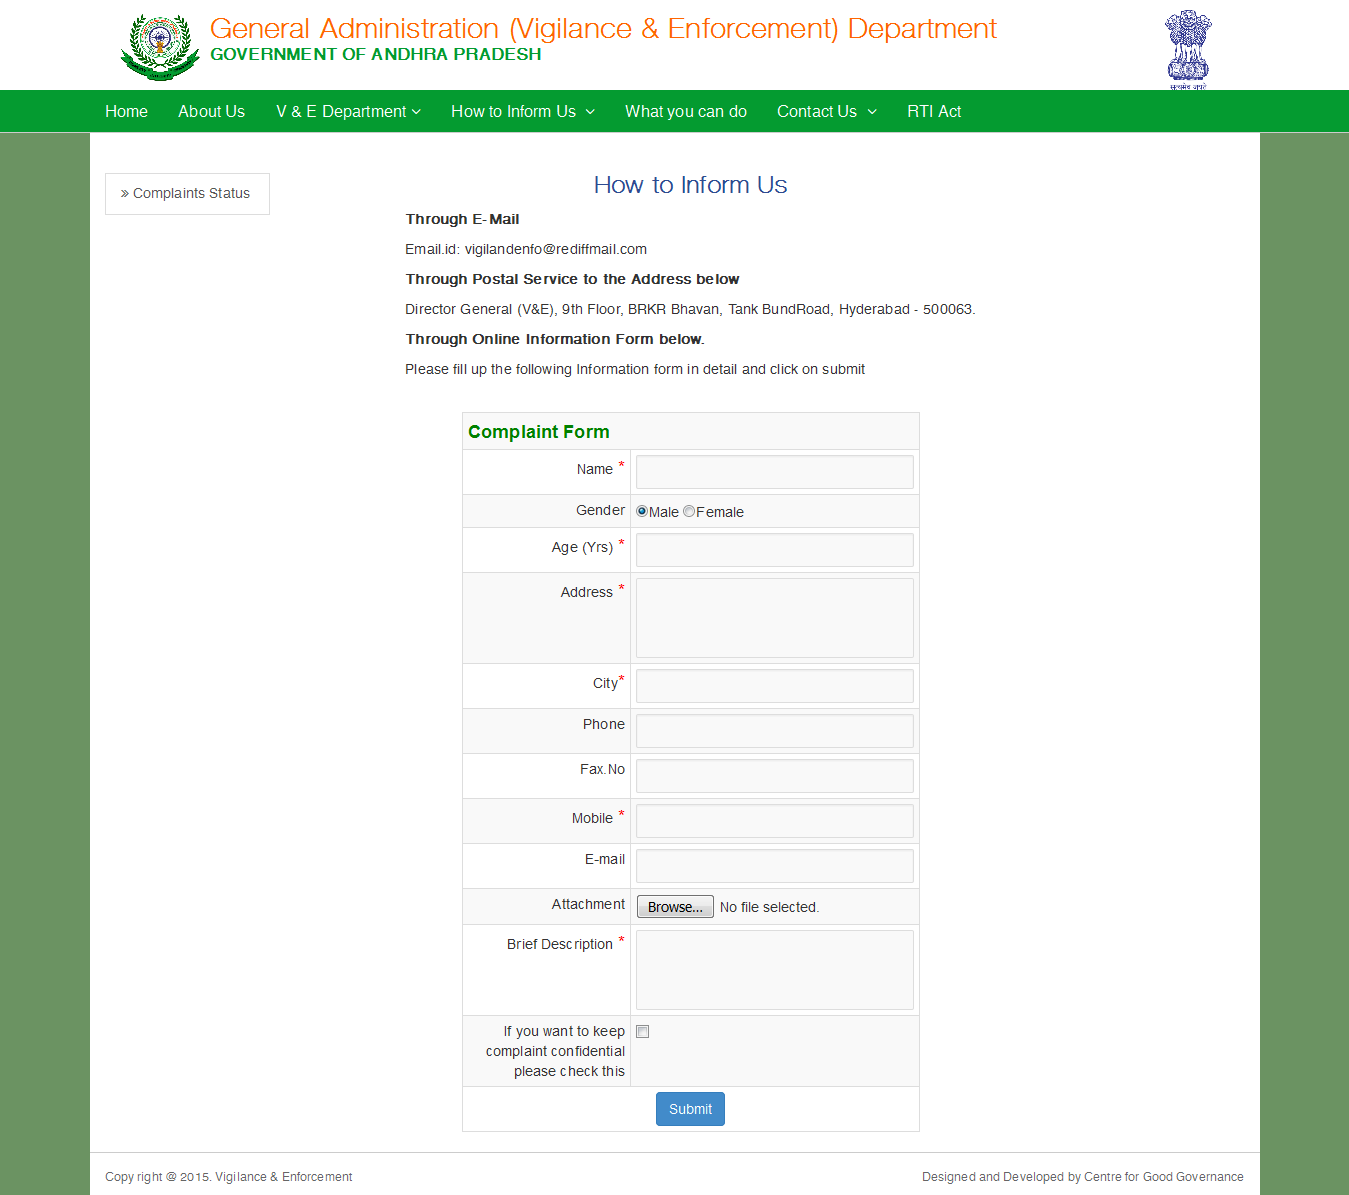 General Administration (Vigilance & Enforcement) Department
GOVERNMENT OF ANDHRA PRADESH
सत्यमेव जयते
Home About Us V & E Department How to Inform Us What you can do Contact Us RTI Act
» Complaints Status
How to Inform Us
Through E-Mail
Email.id: vigilandenfo@rediffmail.com
Through Postal Service to the Address below
Director General (V&E), 9th Floor, BRKR Bhavan, Tank BundRoad, Hyderabad - 500063.
Through Online Information Form below.
Please fill up the following Information form in detail and click on submit
Complaint Form
Name *
Gender Male Female
Age (Yrs) *
Address *
City*
Phone
Fax.No
Mobile *
E-mail
Attachment Browse... No file selected.
Brief Description *
If you want to keep
complaint confidential
please check this
Submit
Copy right @ 2015. Vigilance & Enforcement Designed and Developed by Centre for Good Governance